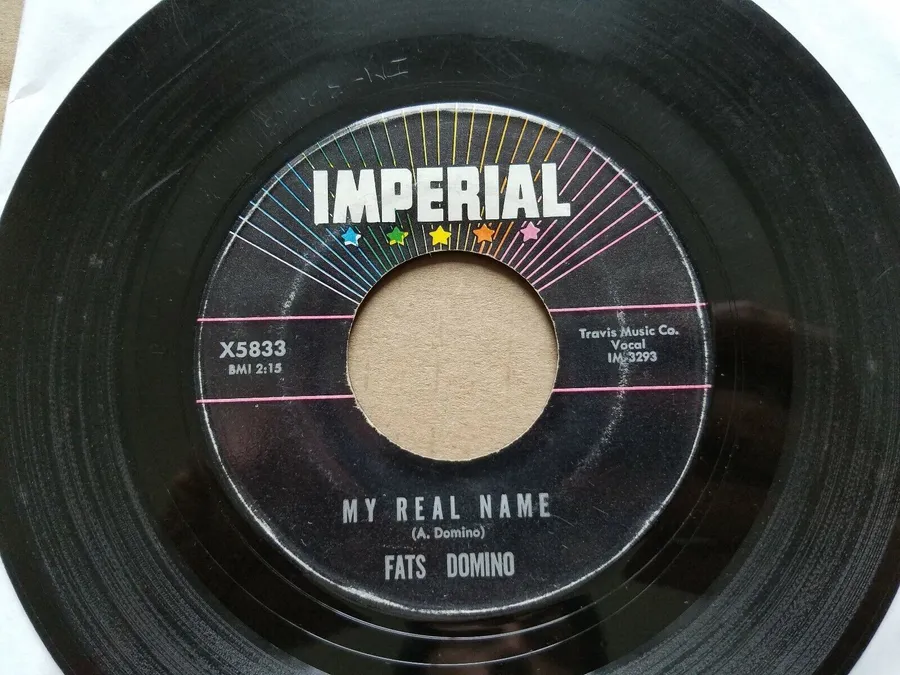 IMPERIAL
X5833
BMI 2:15
Travis Music Co.
Vocal
IM-3293
MY REAL NAME
(A. Domino)
FATS DOMINO